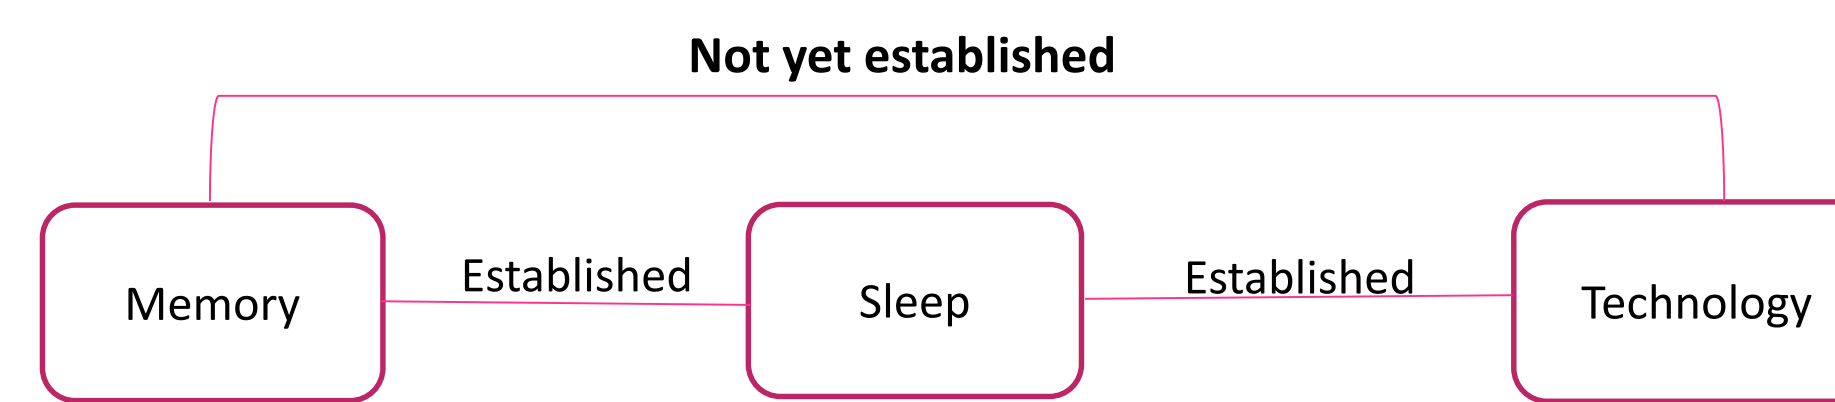 Not yet established
Established
Established
Memory
Sleep
Technology